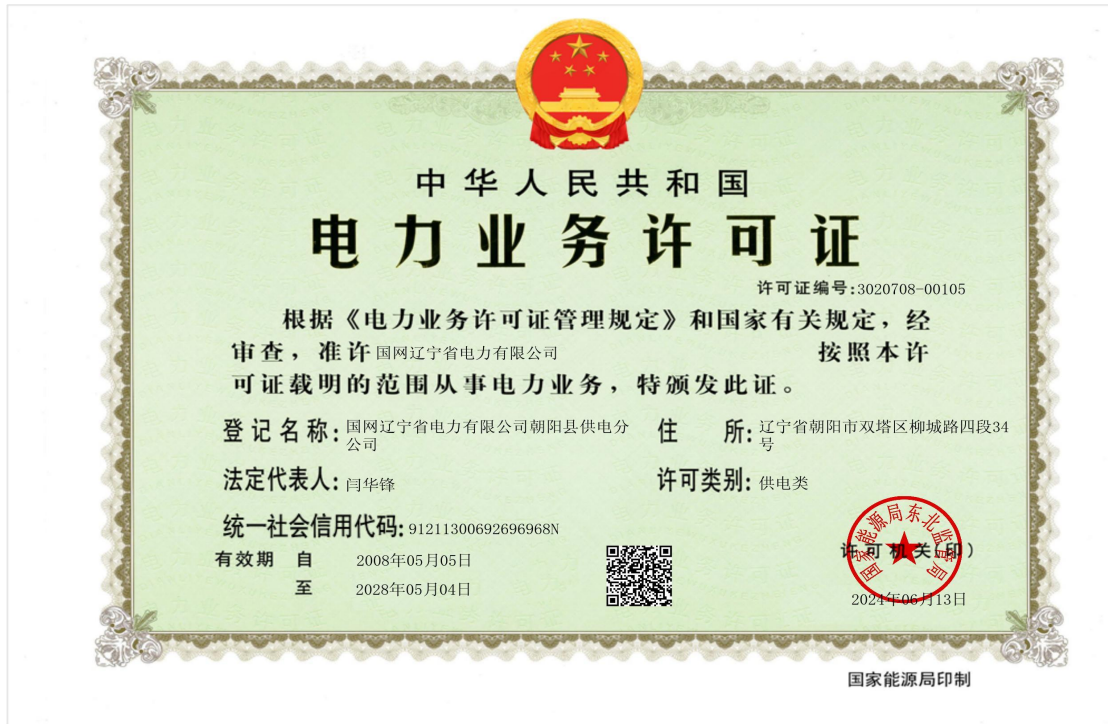 中华人民共和国
电力业务许可证
许可证编号:3020708-00105
根据《电力业务许可证管理规定》和国家有关规定，经
审查，准许国网辽宁省电力有限公司 按照本许
可证载明的范围从事电力业务，特颁发此证。
登记名称:国网辽宁省电力有限公司朝阳县供电分
公司
住 所:辽宁省朝阳市双塔区柳城路四段34
号
法定代表人:闫华锋
许可类别:供电类
统一社会信用代码:91211300692696968N
有效期 自 2008年05月05日
至 2028年05月04日
国家能源局东北监管局
许可机关(印)
2024年06月13日
国家能源局印制